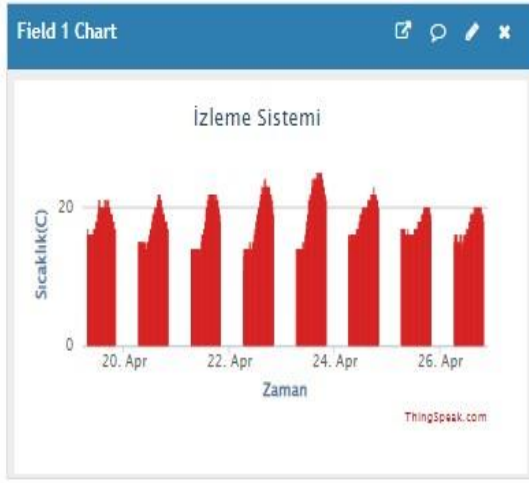 Field 1 Chart
İzleme Sistemi
20
0
Sıcaklık(C)
20. Apr
22. Apr
24. Apr
26. Apr
Zaman
ThingSpeak.com